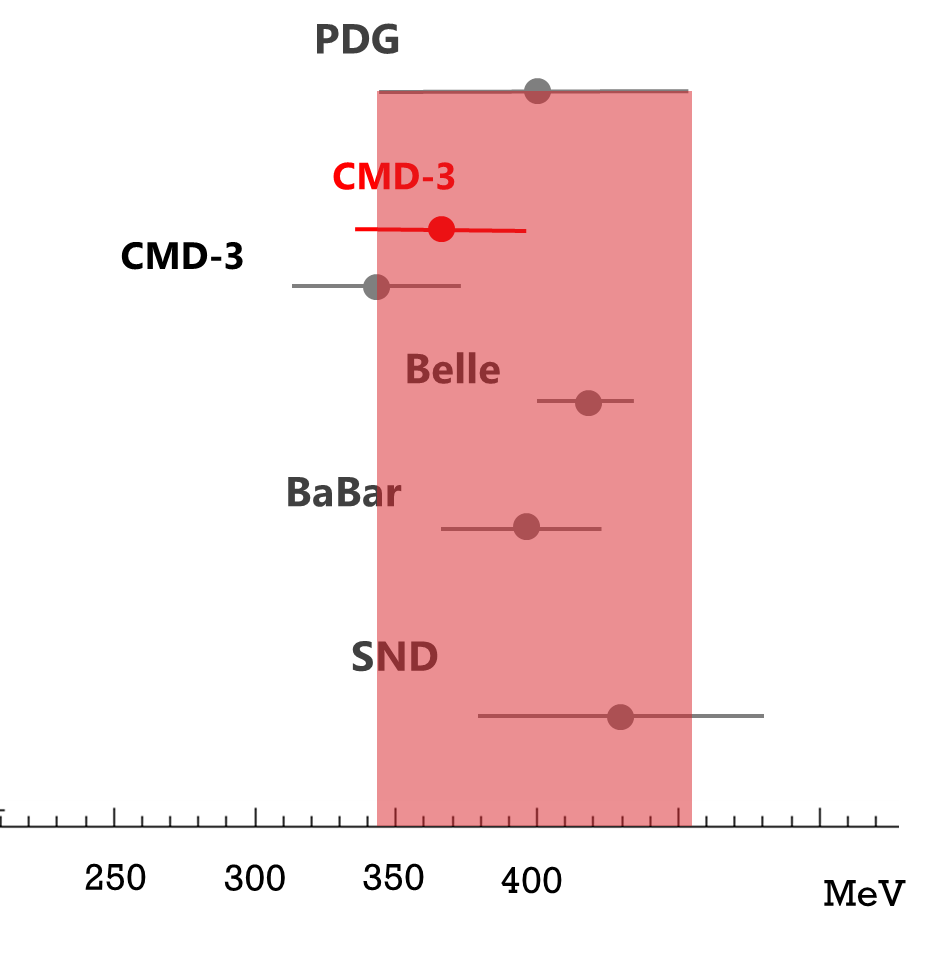 PDG
CMD-3
CMD-3
Belle
BaBar
SND
250 300 350 400 MeV